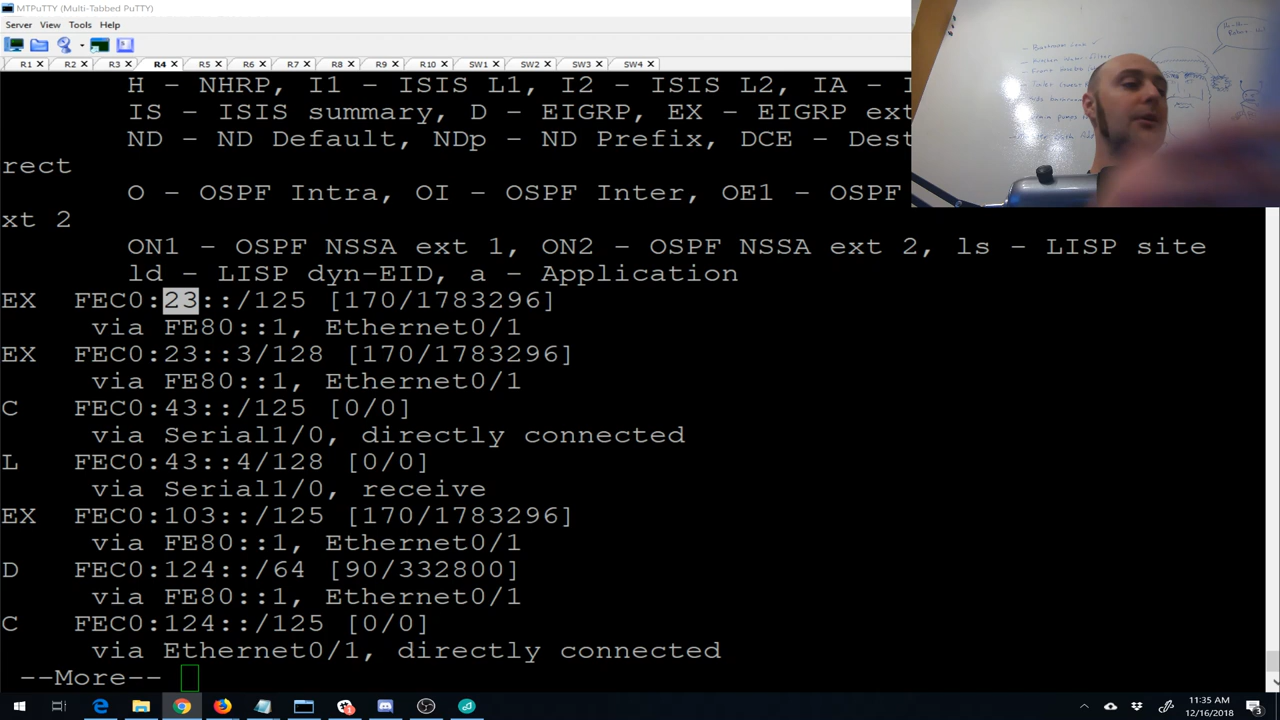 MTPuTTY (Multi-Tabbed PuTTY)
Server View Tools Help
R1 R2 R3 R4 R5 R6 R7 R8 R9 R10 SW1 SW2 SW3 SW4
H - NHRP, I1 - ISIS L1, I2 - ISIS L2, IA - I
IS - ISIS summary, D - EIGRP, EX - EIGRP ext
ND - ND Default, NDp - ND Prefix, DCE - Dest
rect
O - OSPF Intra, OI - OSPF Inter, OE1 - OSPF
xt 2
ON1 - OSPF NSSA ext 1, ON2 - OSPF NSSA ext 2, ls - LISP site
ld - LISP dyn-EID, a - Application
EX FEC0:23::/125 [170/1783296]
via FE80::1, Ethernet0/1
EX FEC0:23::3/128 [170/1783296]
via FE80::1, Ethernet0/1
C FEC0:43::/125 [0/0]
via Serial1/0, directly connected
L FEC0:43::4/128 [0/0]
via Serial1/0, receive
EX FEC0:103::/125 [170/1783296]
via FE80::1, Ethernet0/1
D FEC0:124::/64 [90/332800]
via FE80::1, Ethernet0/1
C FEC0:124::/125 [0/0]
via Ethernet0/1, directly connected
--More--
11:35 AM
12/16/2018
3